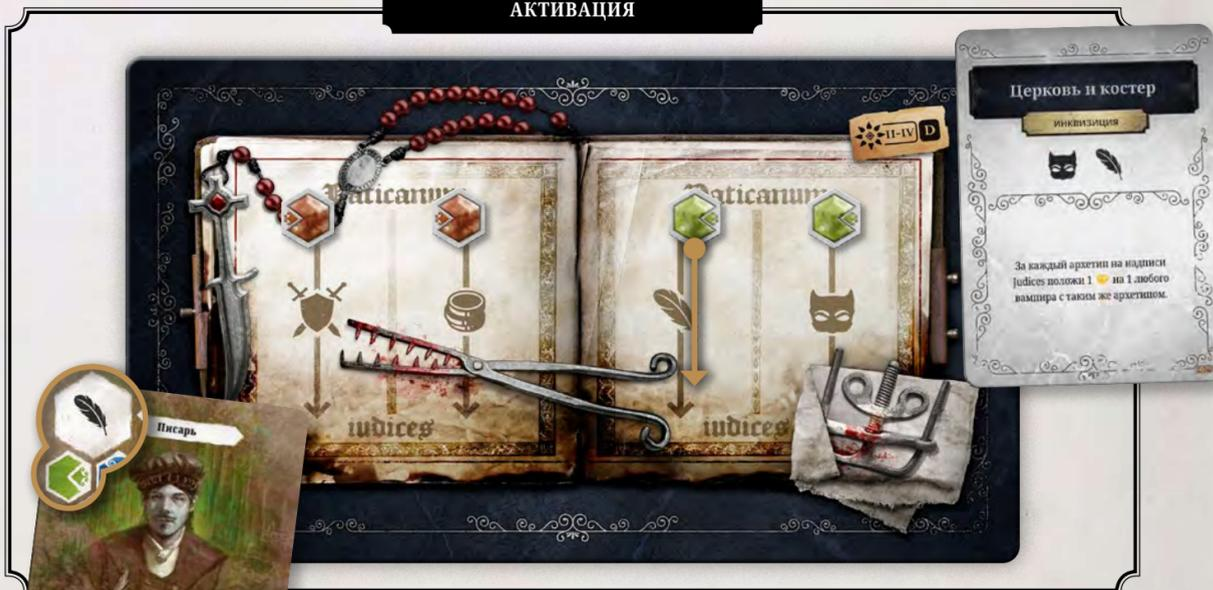 АКТИВАЦИЯ
Церковь и костер
ИНКВИЗИЦИЯ
За каждый архетип на надписи
Judices положи 1 на 1 любого
вампира с таким же архетипом.
II-IV D
Vaticanum
Vaticanum
iudices
iudices
Писарь